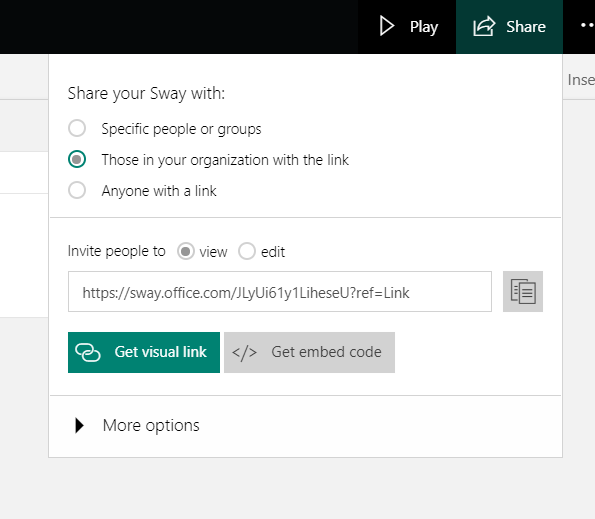 Play
Share
Inse
Share your Sway with:
Specific people or groups
Those in your organization with the link
Anyone with a link
Invite people to view edit
https://sway.office.com/JLyUi61y1LiheseU?ref=Link
Get visual link
</> Get embed code
More options